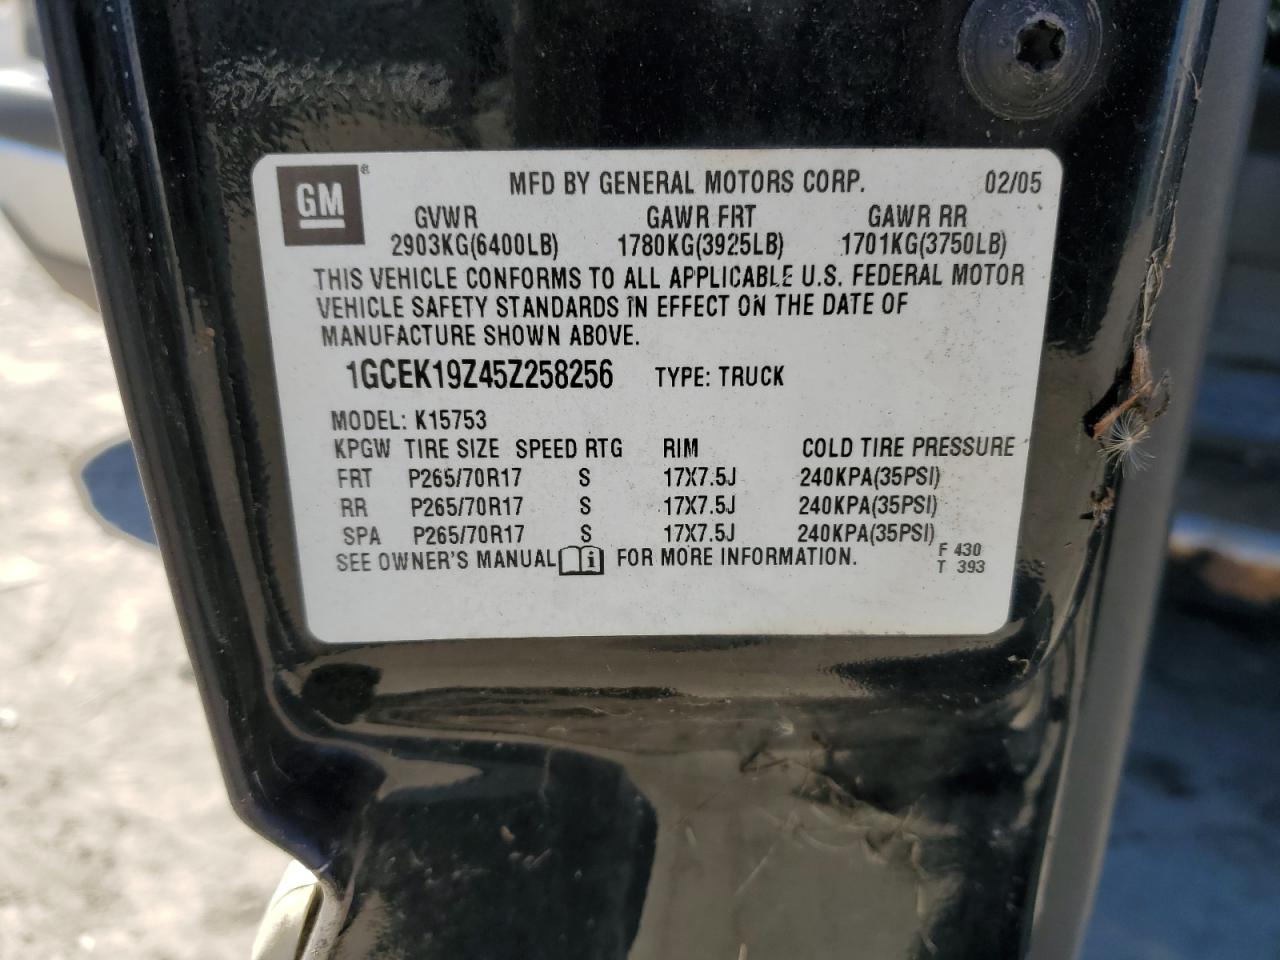 GM ® MFD BY GENERAL MOTORS CORP. 02/05
GVWR GAWR FRT GAWR RR
2903KG(6400LB) 1780KG(3925LB) 1701KG(3750LB)
THIS VEHICLE CONFORMS TO ALL APPLICABLE U.S. FEDERAL MOTOR
VEHICLE SAFETY STANDARDS IN EFFECT ON THE DATE OF
MANUFACTURE SHOWN ABOVE.
1GCEK19Z45Z258256 TYPE: TRUCK
MODEL: K15753
KPGW TIRE SIZE SPEED RTG RIM COLD TIRE PRESSURE
FRT P265/70R17 S 17X7.5J 240KPA(35PSI)
RR P265/70R17 S 17X7.5J 240KPA(35PSI)
SPA P265/70R17 S 17X7.5J 240KPA(35PSI)
SEE OWNER'S MANUAL i FOR MORE INFORMATION. F 430
T 393